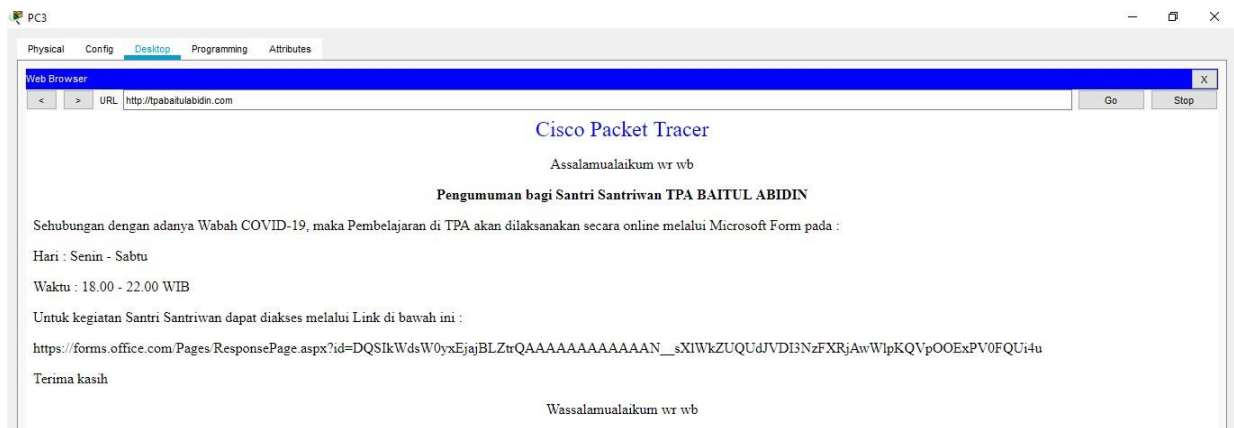 PC3
Physical Config Desktop Programming Attributes
Web Browser X
< > URL http://tpabaitulabidin.com Go Stop
Cisco Packet Tracer
Assalamualaikum wr wb
Pengumuman bagi Santri Santriwan TPA BAITUL ABIDIN
Sehubungan dengan adanya Wabah COVID-19, maka Pembelajaran di TPA akan dilaksanakan secara online melalui Microsoft Form pada :
Hari : Senin - Sabtu
Waktu : 18.00 - 22.00 WIB
Untuk kegiatan Santri Santriwan dapat diakses melalui Link di bawah ini :
https://forms.office.com/Pages/ResponsePage.aspx?id=DQSIkWdsW0yxEjajBLZtrQAAAAAAAAAAAAN__sXlWkZUQUdJVDI3NzFXRjAwWlpKQVpOOExPV0FQUi4u
Terima kasih
Wassalamualaikum wr wb